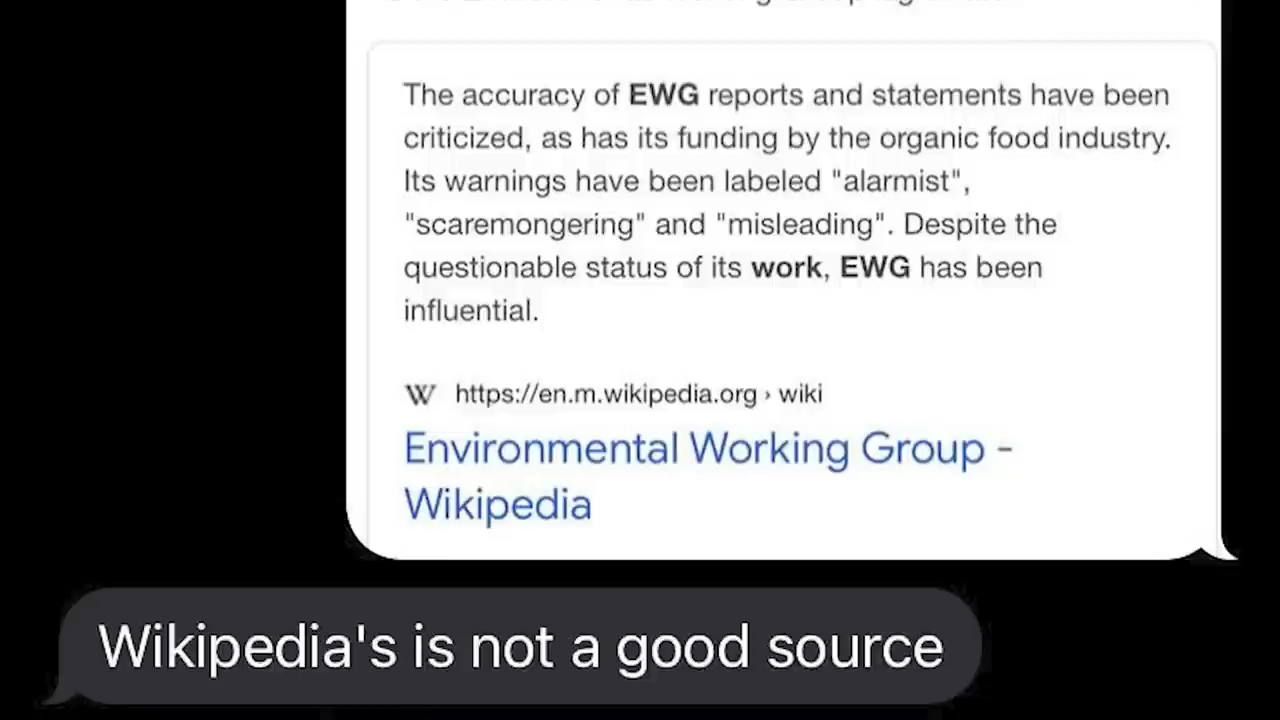 The accuracy of EWG reports and statements have been
criticized, as has its funding by the organic food industry.
Its warnings have been labeled "alarmist",
"scaremongering" and "misleading". Despite the
questionable status of its work, EWG has been
influential.
W https://en.m.wikipedia.org › wiki
Environmental Working Group -
Wikipedia
Wikipedia's is not a good source